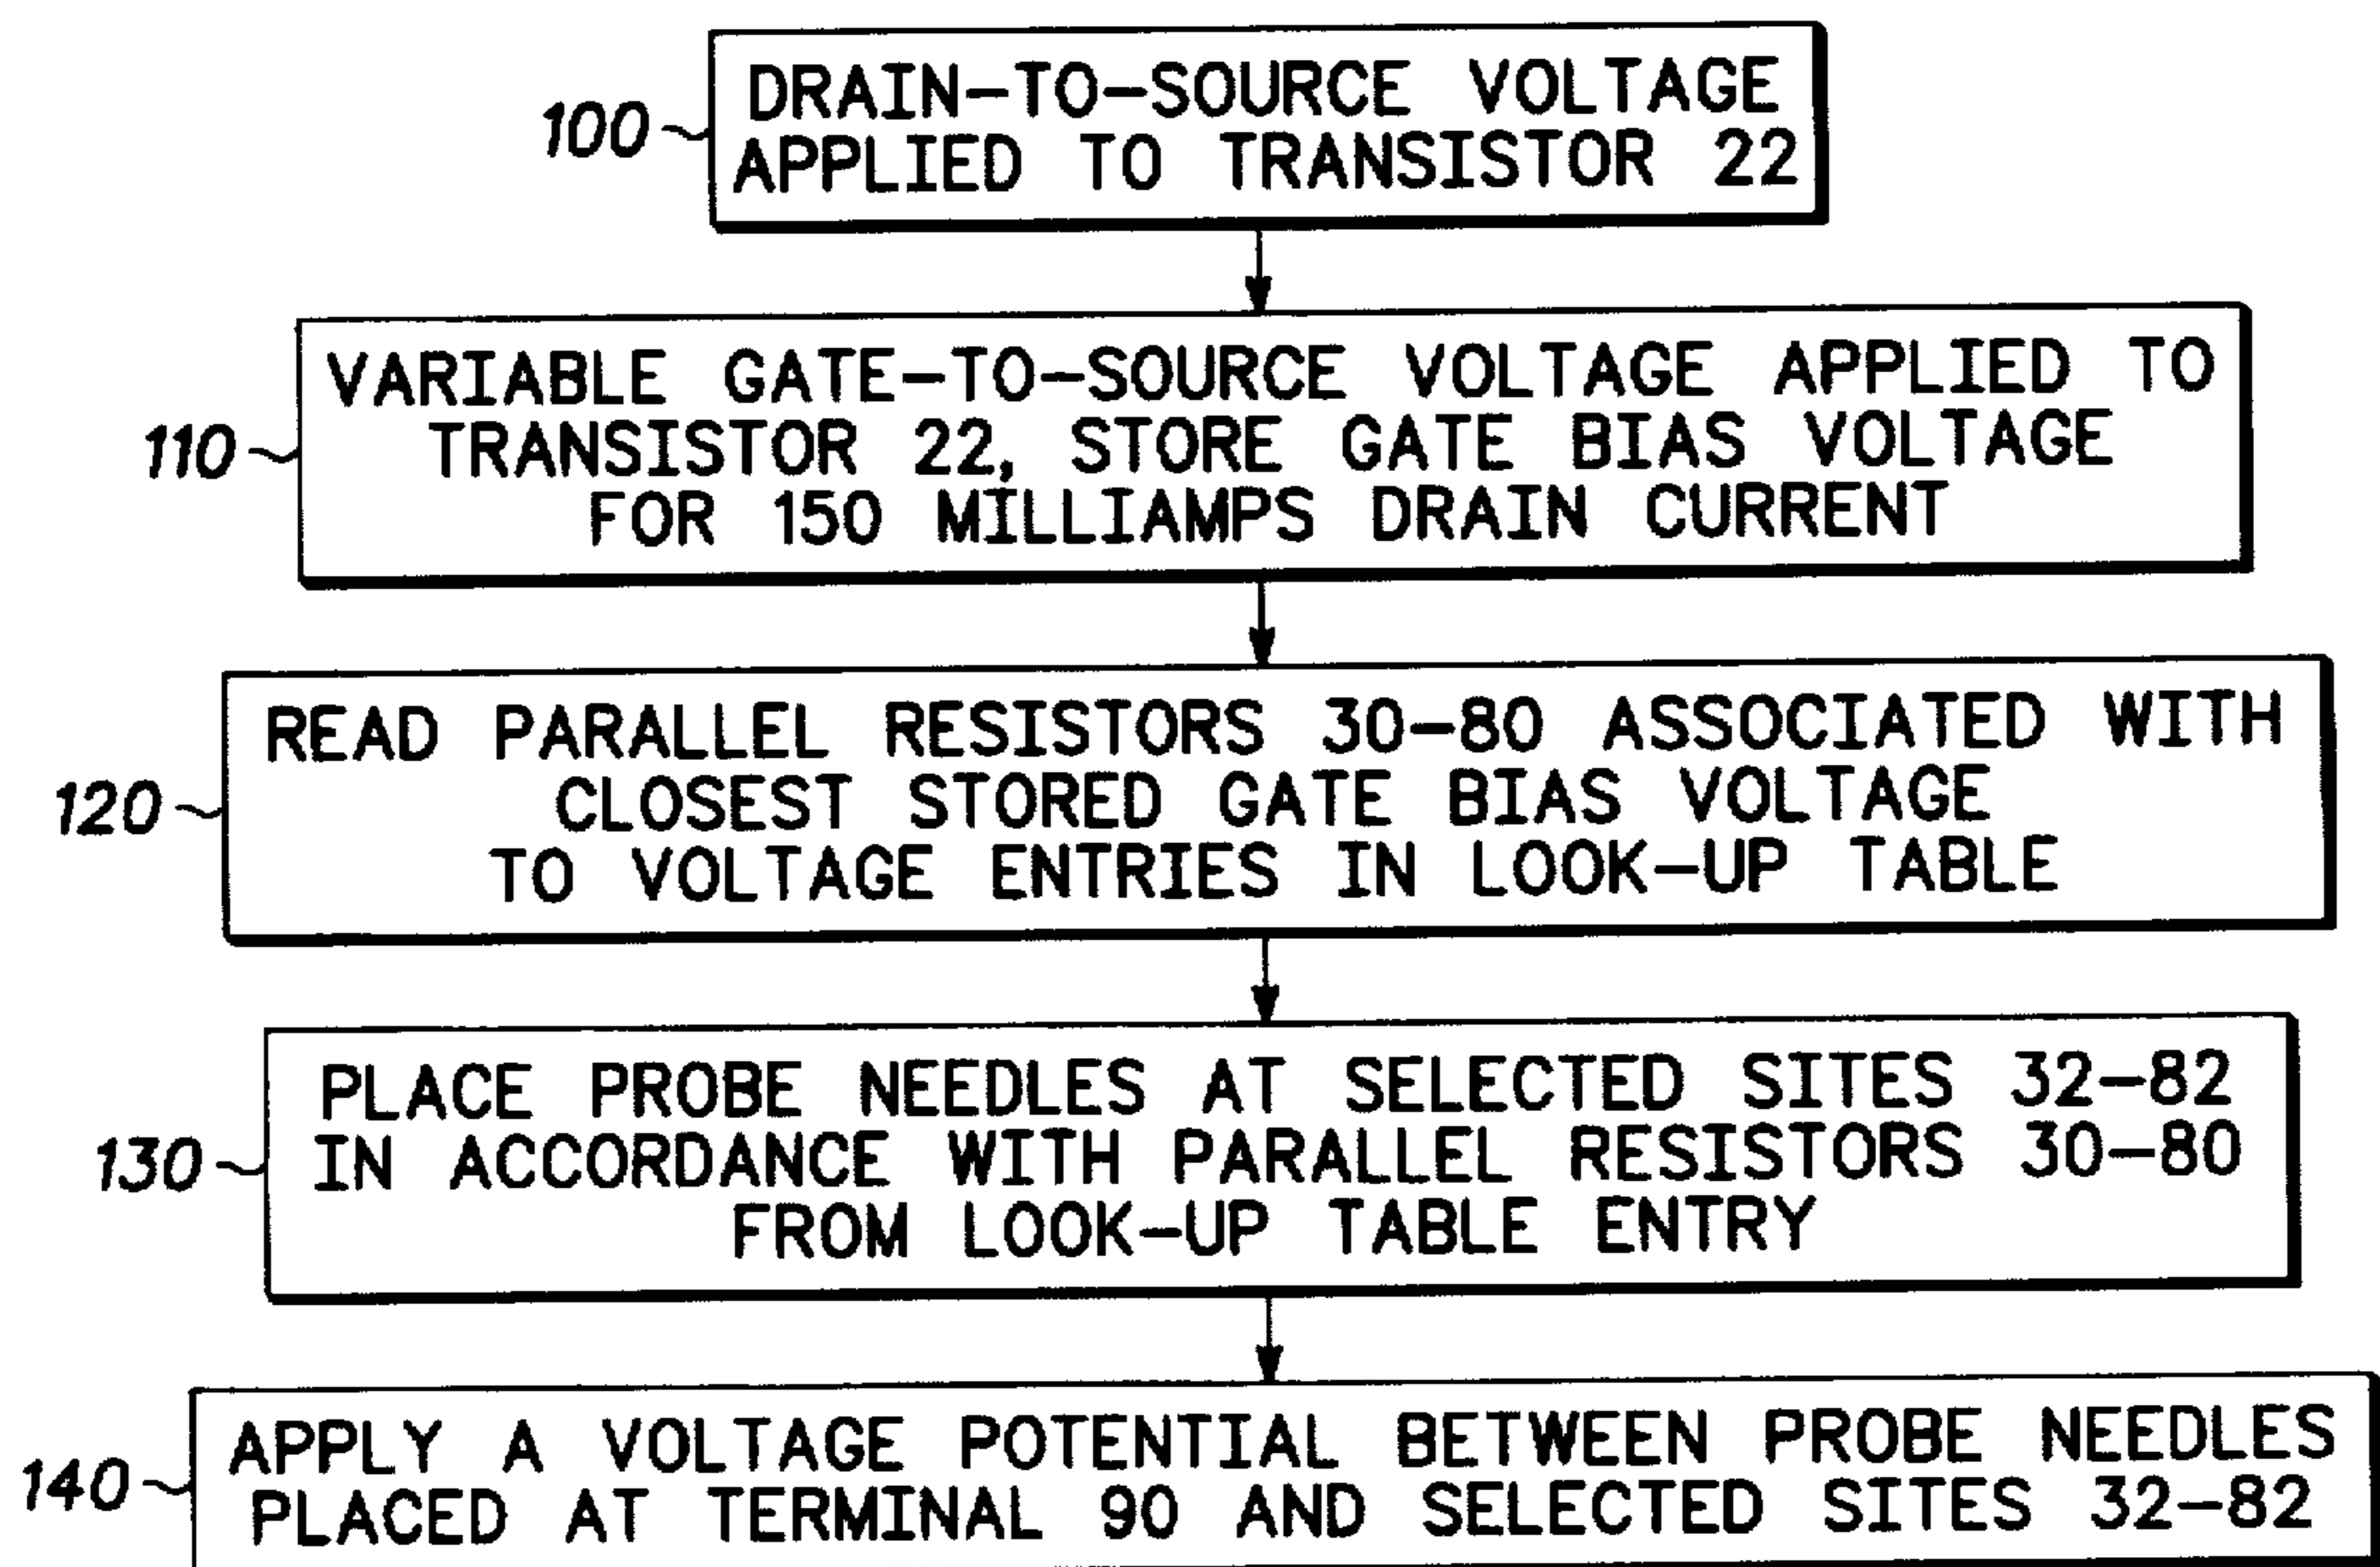 100
DRAIN-TO-SOURCE VOLTAGE
APPLIED TO TRANSISTOR 22
110
VARIABLE GATE-TO-SOURCE VOLTAGE APPLIED TO
TRANSISTOR 22, STORE GATE BIAS VOLTAGE
FOR 150 MILLIAMPS DRAIN CURRENT
120
READ PARALLEL RESISTORS 30-80 ASSOCIATED WITH
CLOSEST STORED GATE BIAS VOLTAGE
TO VOLTAGE ENTRIES IN LOOK-UP TABLE
130
PLACE PROBE NEEDLES AT SELECTED SITES 32-82
IN ACCORDANCE WITH PARALLEL RESISTORS 30-80
FROM LOOK-UP TABLE ENTRY
140
APPLY A VOLTAGE POTENTIAL BETWEEN PROBE NEEDLES
PLACED AT TERMINAL 90 AND SELECTED SITES 32-82